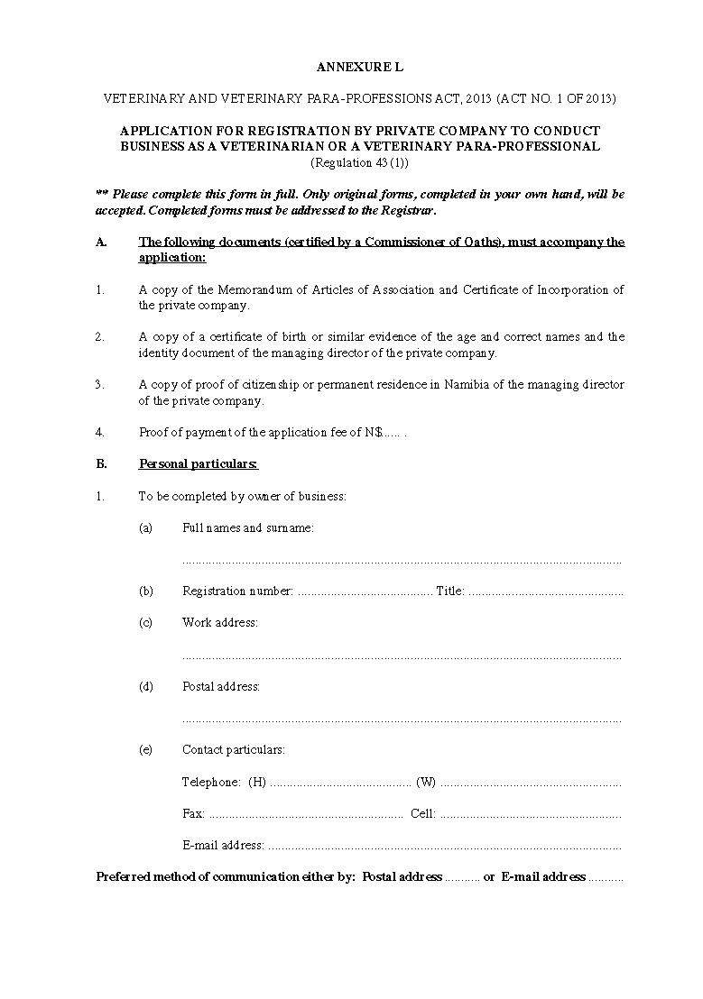 ANNEXURE L
VETERINARY AND VETERINARY PARA-PROFESSIONS ACT, 2013 (ACT NO. 1 OF 2013)
APPLICATION FOR REGISTRATION BY PRIVATE COMPANY TO CONDUCT
BUSINESS AS A VETERINARIAN OR A VETERINARY PARA-PROFESSIONAL
(Regulation 43(1))
** Please complete this form in full. Only original forms, completed in your own hand, will be
accepted. Completed forms must be addressed to the Registrar.
A. The following documents (certified by a Commissioner of Oaths), must accompany the
application:
1. A copy of the Memorandum of Articles of Association and Certificate of Incorporation of
the private company.
2. A copy of a certificate of birth or similar evidence of the age and correct names and the
identity document of the managing director of the private company.
3. A copy of proof of citizenship or permanent residence in Namibia of the managing director
of the private company.
4. Proof of payment of the application fee of N$...... .
B. Personal particulars:
1. To be completed by owner of business:
(a) Full names and surname:
....................................................................................................................................
(b) Registration number: ......................................... Title: ...............................................
(c) Work address:
....................................................................................................................................
(d) Postal address:
....................................................................................................................................
(e) Contact particulars:
Telephone: (H) ........................................... (W) .......................................................
Fax: ........................................................... Cell: .......................................................
E-mail address: ...........................................................................................................
Preferred method of communication either by: Postal address ........... or E-mail address ...........